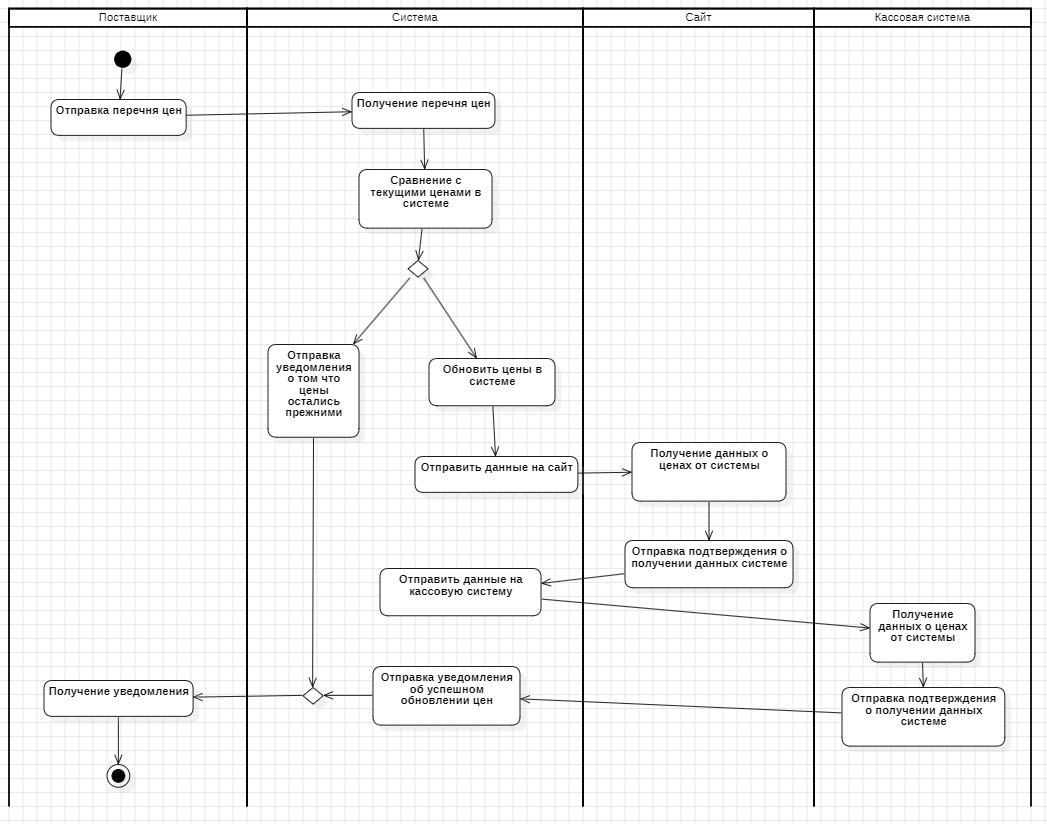 Поставщик
Система
Сайт
Кассовая система
Отправка перечня цен
Получение перечня цен
Сравнение с
текущими ценами в
системе
Отправка
уведомления
о том что
цены
остались
прежними
Обновить цены в
системе
Отправить данные на сайт
Получение данных о
ценах от системы
Отправка подтверждения о
получении данных системе
Отправить данные на
кассовую систему
Получение
данных о ценах
от системы
Отправка подтверждения
о получении данных
системе
Отправка уведомления
об успешном
обновлении цен
Получение уведомления